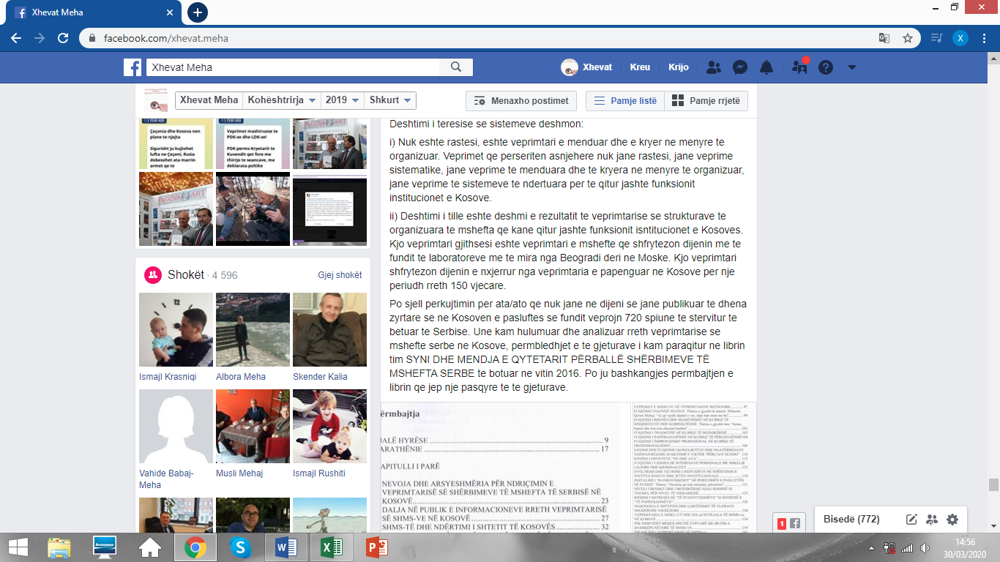 Xhevat Meha
facebook.com/xhevat.meha
Xhevat Meha
Xhevat Kreu Krijo
Xhevat Meha Kohështrirja 2019 Shkurt
Menaxho postimet Pamje listë Pamje rrjetë
1 YEAR AGO
Çeçenia dhe Kosova nen
plane te njejta
Sigurisht ju kujtohet
lufta ne Çeçeni, Rusia
dobesohet ata marrin
armet qe te
1 YEAR AGO
Veprimet mashtruese te
PDK-se dhe LDK-se!
PDK perms Kryetarit te
Kuvendit qet fore me
thirrje te seancave, me
deklarata poltike
Shokët · 4 596
Gjej shokët
Ismajl Krasniqi
Albora Meha
Skender Kalia
Vahide Babaj-
Meha
Musli Mehaj
Ismajl Rushiti
Deshtimi i teresise se sistemeve deshmon:
i) Nuk eshte rastesi, eshte veprimtari e menduar dhe e kryer ne menyre te
organizuar. Veprimet qe perseriten asnjehere nuk jane rastesi, jane veprime
sistematike, jane veprime te menduara dhe te kryera ne menyre te organizuar,
jane veprime te sistemeve te ndertuara per te qitur jashte funksionit
institucionet e Kosove.
ii) Deshtimi i tille eshte deshmi e rezultatit te veprimtarise se strukturave te
organizuara te mshefta qe kane qitur jashte funksionit isntitucionet e Kosoves.
Kjo veprimtari gjithsesi eshte veprimtari e mshefte qe shfrytezon dijenin me te
fundit te laboratoreve me te mira nga Beogradi deri ne Moske. Kjo veprimtari
shfrytezon dijenin e nxjerrur nga veprimtaria e papenguar ne Kosove per nje
periudh rreth 150 vjecare.
Po sjell perkujtimin per ata/ato qe nuk jane ne dijeni se jane publikuar te dhena
zyrtare se ne Kosoven e pasluftes se fundit veprojn 720 spiune te stervitur te
betuar te Serbise. Une kam hulumuar dhe analizuar rreth veprimtarise se
mshefte serbe ne Kosove, permbledhjet e te gjeturave i kam paraqitur ne librin
tim SYNI DHE MENDJA E QYTETARIT PËRBALLË SHËRBIMEVE TË
MSHEFTA SERBE te botuar ne vitin 2016. Po ju bashkangjes permbajtjen e
librin qe jep nje pasqyre te te gjeturave.
ërmbajtja
JALË HYRËSE 9
ARATHËNIE 17
APITULLI I PARË
NEVOJA DHE ARSYESHMËRIA PËR NDRIÇIMIN E
VEPRIMTARISË SË SHËRBIMEVE TË MSHEFTA TË SERBISË NË
KOSOVË 23
DALJA NË PUBLIK E INFORMACIONEVE RRETH VEPRIMTARISË
SË SHMS-VE NË KOSOVË 27
SHMS-TË DHE NDËRTIMI I SHTETIT TË KOSOVËS 32
1
Bisedë (772)
14:56
30/03/2020